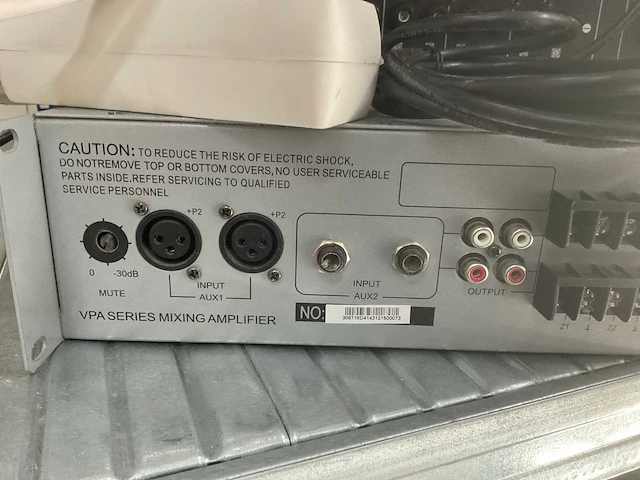 CAUTION: TO REDUCE THE RISK OF ELECTRIC SHOCK,
DO NOTREMOVE TOP OR BOTTOM COVERS, NO USER SERVICEABLE
PARTS INSIDE.REFER SERVICING TO QUALIFIED
SERVICE PERSONNEL
+P2
+P2
0 -30dB
MUTE
INPUT
AUX1
INPUT
AUX2
OUTPUT
Z1
Z2
VPA SERIES MIXING AMPLIFIER
NO: